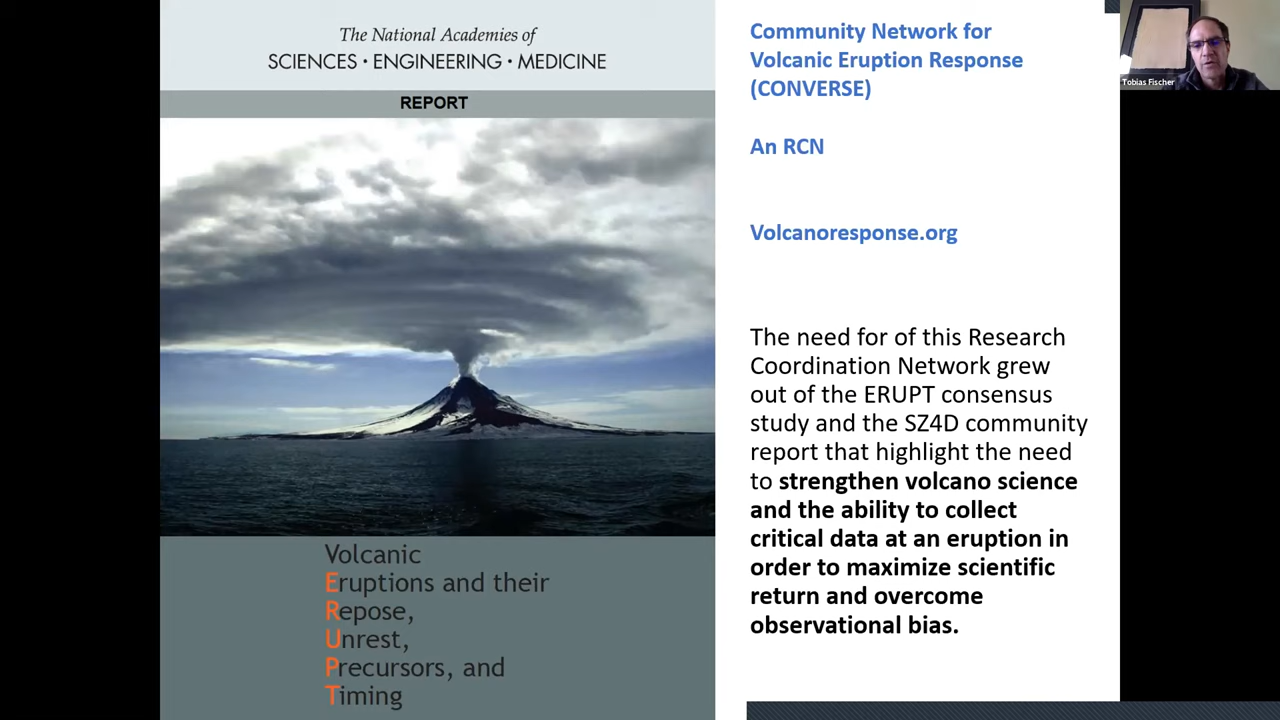 The National Academies of
SCIENCES • ENGINEERING • MEDICINE
REPORT
Volcanic
Eruptions and their
Repose,
Unrest,
Precursors, and
Timing
Community Network for
Volcanic Eruption Response
(CONVERSE)
An RCN
Volcanoresponse.org
The need for of this Research
Coordination Network grew
out of the ERUPT consensus
study and the SZ4D community
report that highlight the need
to strengthen volcano science
and the ability to collect
critical data at an eruption in
order to maximize scientific
return and overcome
observational bias.
Tobias Fischer